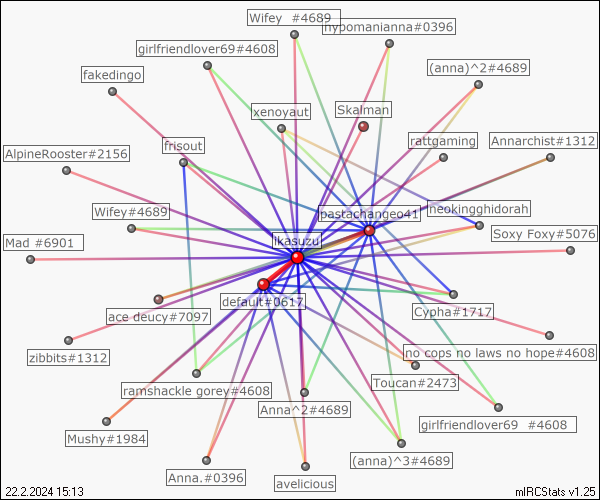 Wifey  #4689
hypomanianna#0396
girlfriendlover69#4608
fakedingo
(anna)^2#4689
xenoyaut
Skalman
frisout
rattgaming
Annarchist#1312
AlpineRooster#2156
Wifey#4689
pastachangeo41
neokingghidorah
Mad #6901
ikasuzu
Soxy Foxy#5076
default#0617
ace deucy#7097
Cypha#1717
zibbits#1312
no cops no laws no hope#4608
ramshackle gorey#4608
Toucan#2473
Anna^2#4689
girlfriendlover69  #4608
Mushy#1984
(anna)^3#4689
Anna.#0396
avelicious
22.2.2024 15:13
mIRCStats v1.25